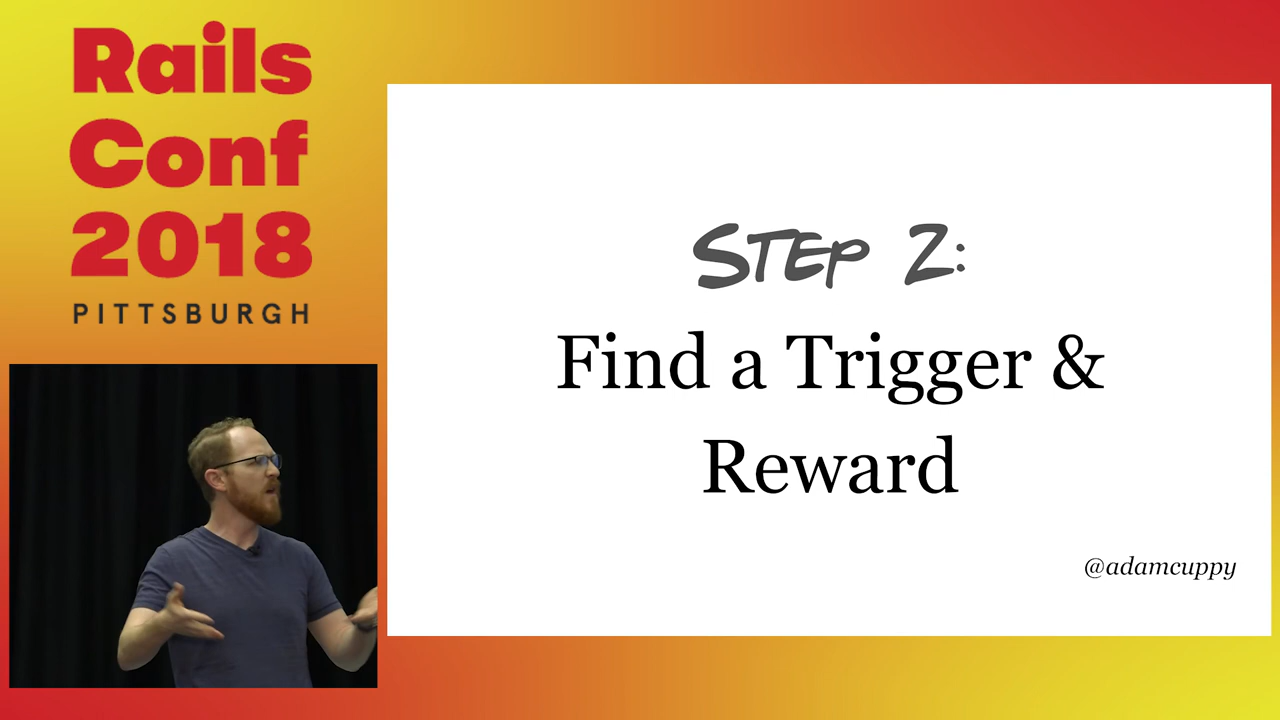 Rails
Conf
2018
PITTSBURGH
STEP 2:
Find a Trigger &
Reward
@adamcuppy